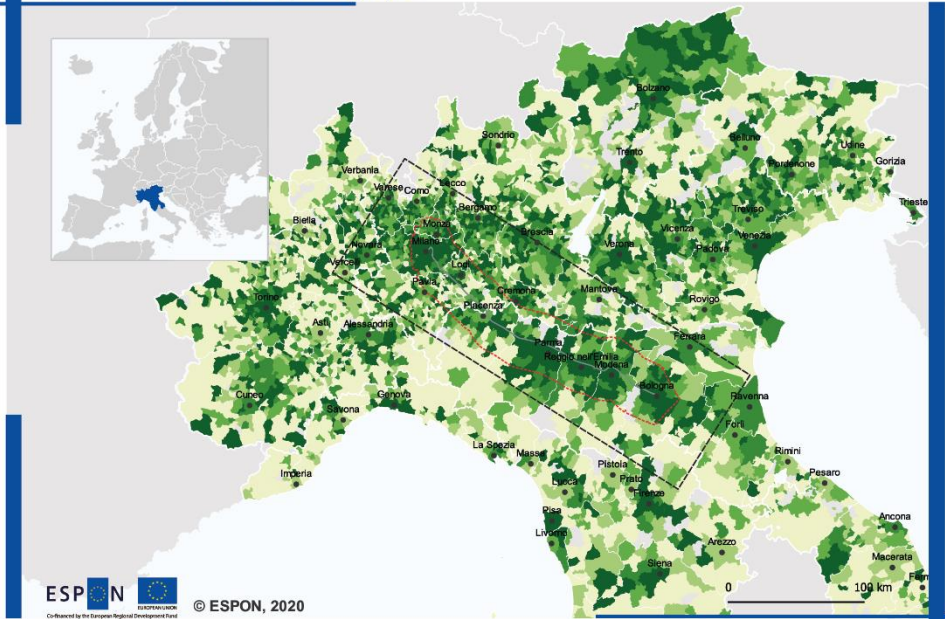 Bolzano
Sondrio
Trento
Belluno
Udine
Pordenone
Gorizia
Verbania
Varese
Como
Lecco
Bergamo
Treviso
Trieste
Biella
Monza
Milano
Brescia
Vicenza
Venezia
Novara
Verona
Padova
Vercelli
Lodi
Pavia
Cremona
Mantova
Rovigo
Torino
Piacenza
Asti
Alessandria
Parma
Ferrara
Reggio nell'Emilia
Modena
Bologna
Cuneo
Genova
Savona
Ravenna
Forlì
La Spezia
Massa
Rimini
Imperia
Pistoia
Prato
Pesaro
Lucca
Firenze
Pisa
Livorno
Ancona
Arezzo
Siena
Macerata
0 100 km
ESPON
EUROPEAN UNION
Co-financed by the European Regional Development Fund
© ESPON, 2020